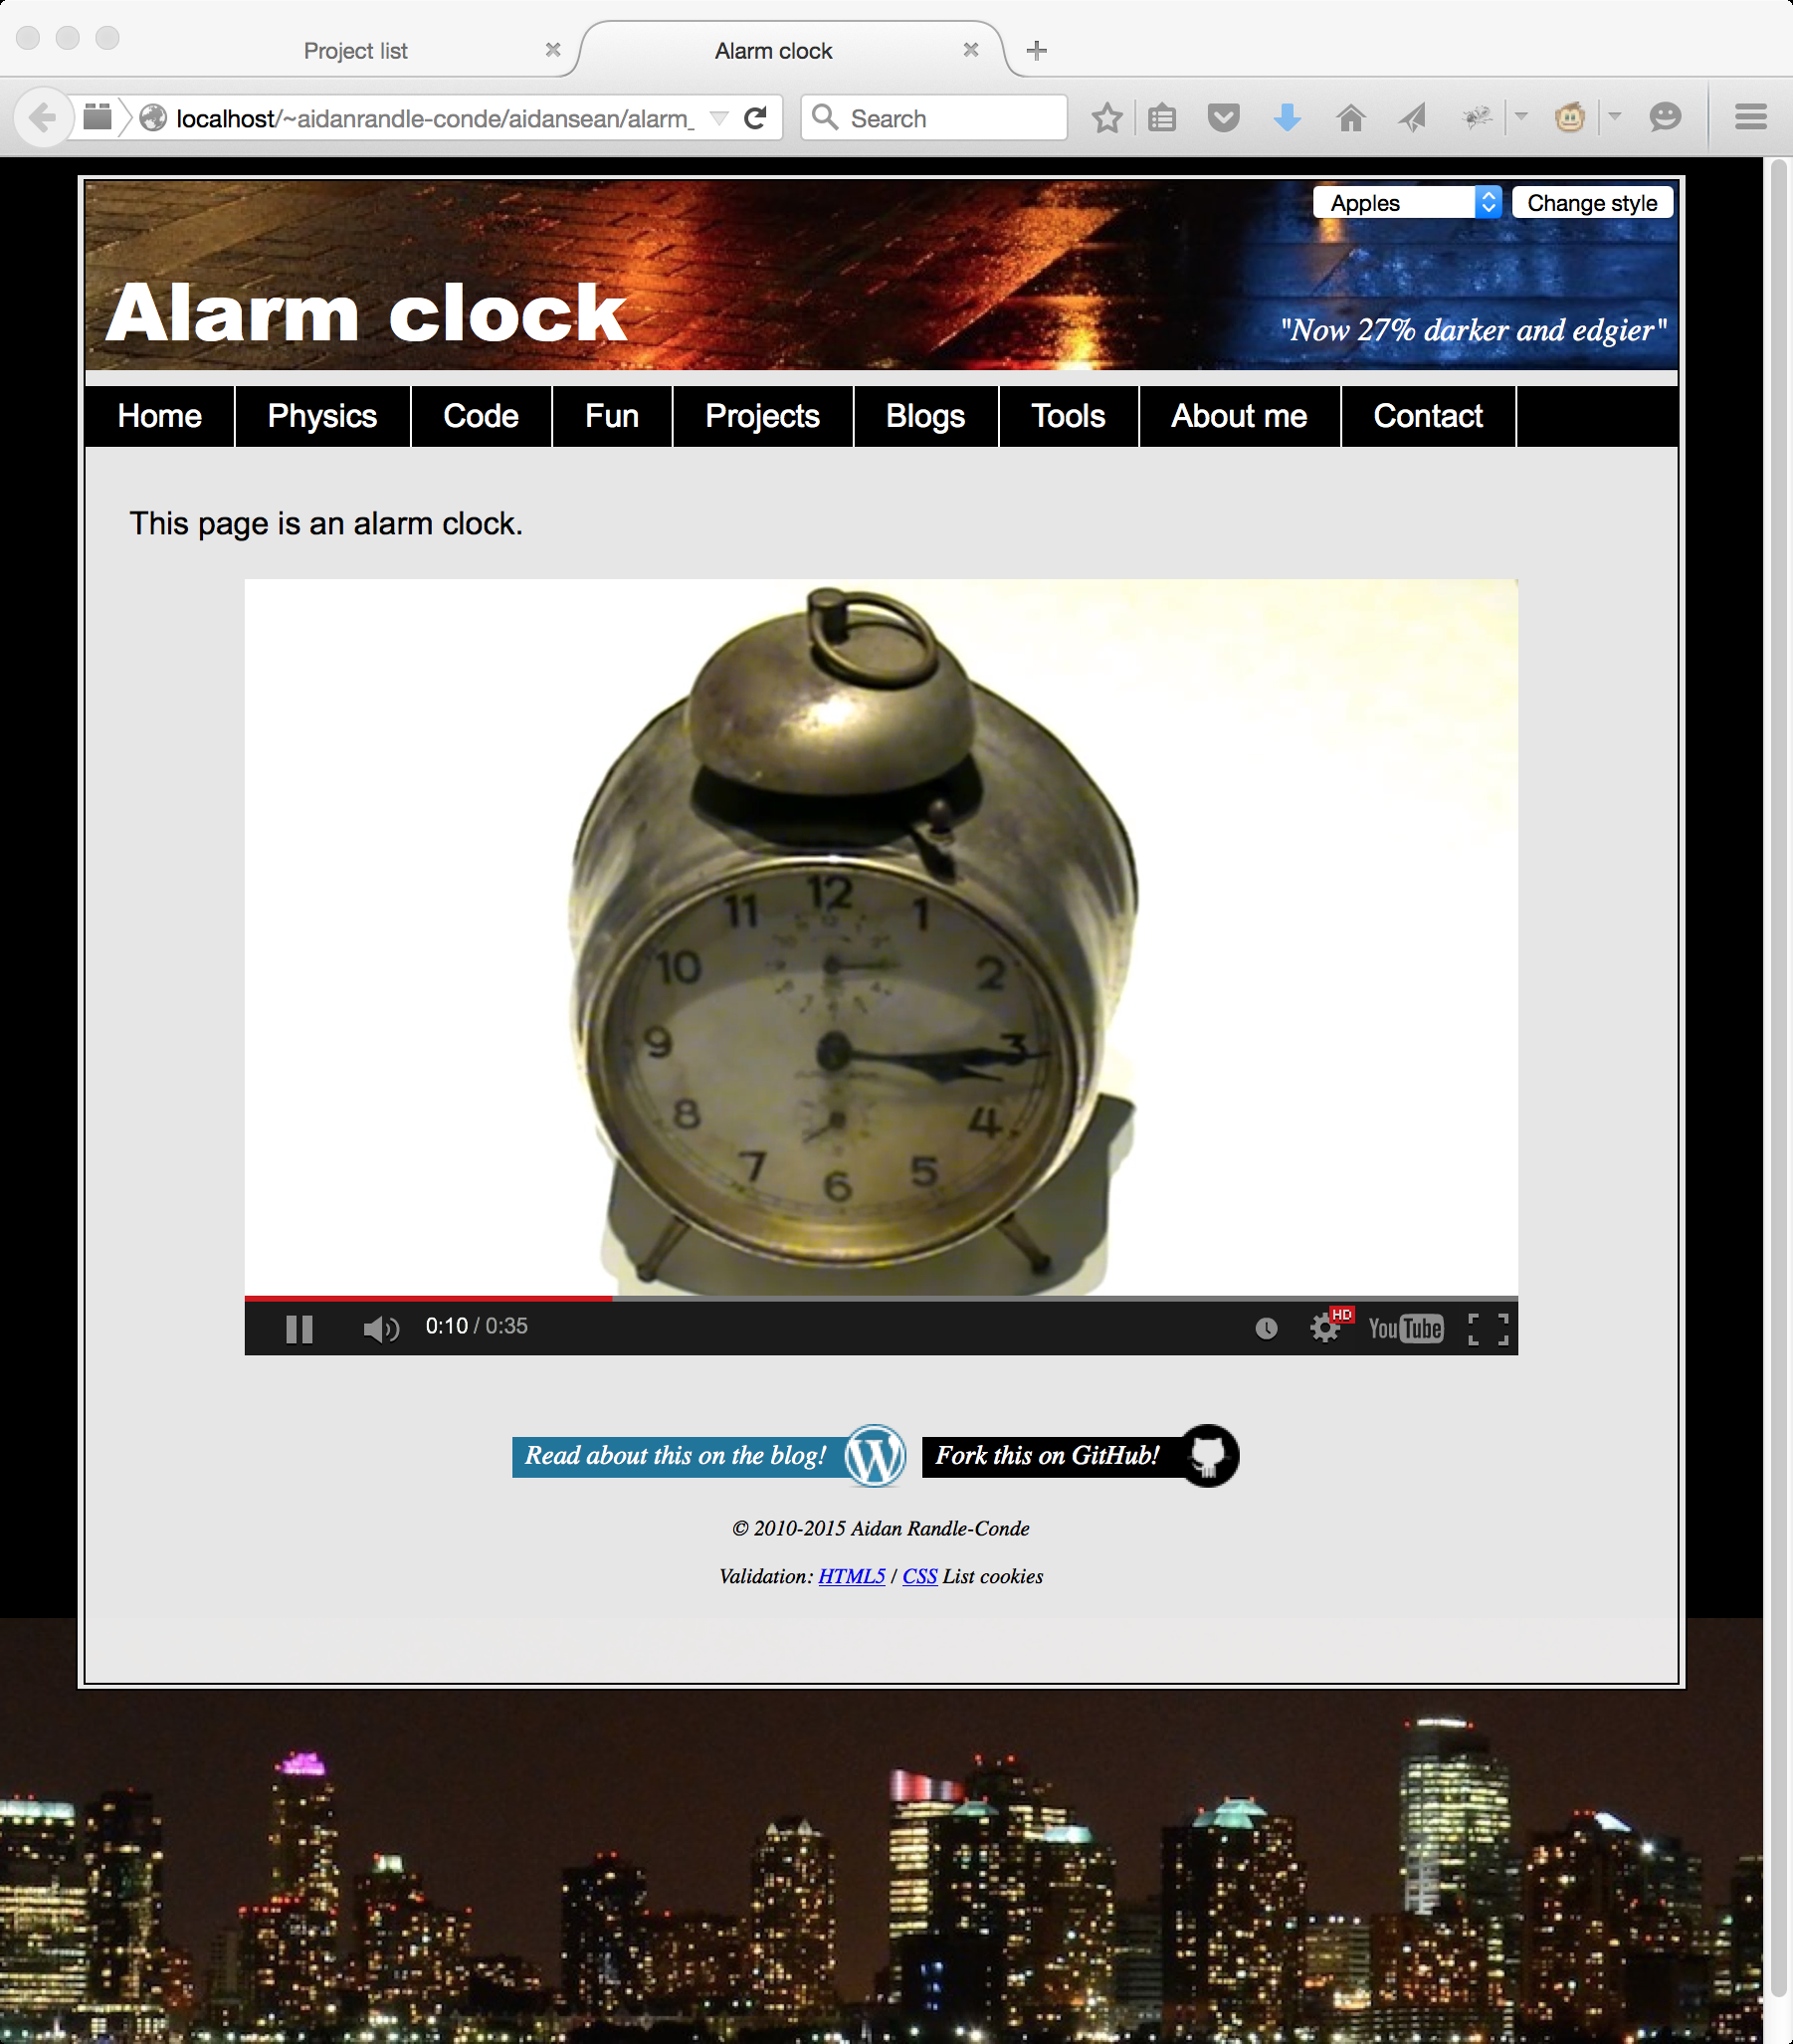 Project list
Alarm clock
localhost/~aidanrandle-conde/aidansean/alarm_
Search
Apples
Change style
Alarm clock
"Now 27% darker and edgier"
Home Physics Code Fun Projects Blogs Tools About me Contact
This page is an alarm clock.
12
11 1
10 2
9 3
8 4
7 5
6
0:10 / 0:35
HD
YouTube
Read about this on the blog!
Fork this on GitHub!
© 2010-2015 Aidan Randle-Conde
Validation: HTML5 / CSS List cookies